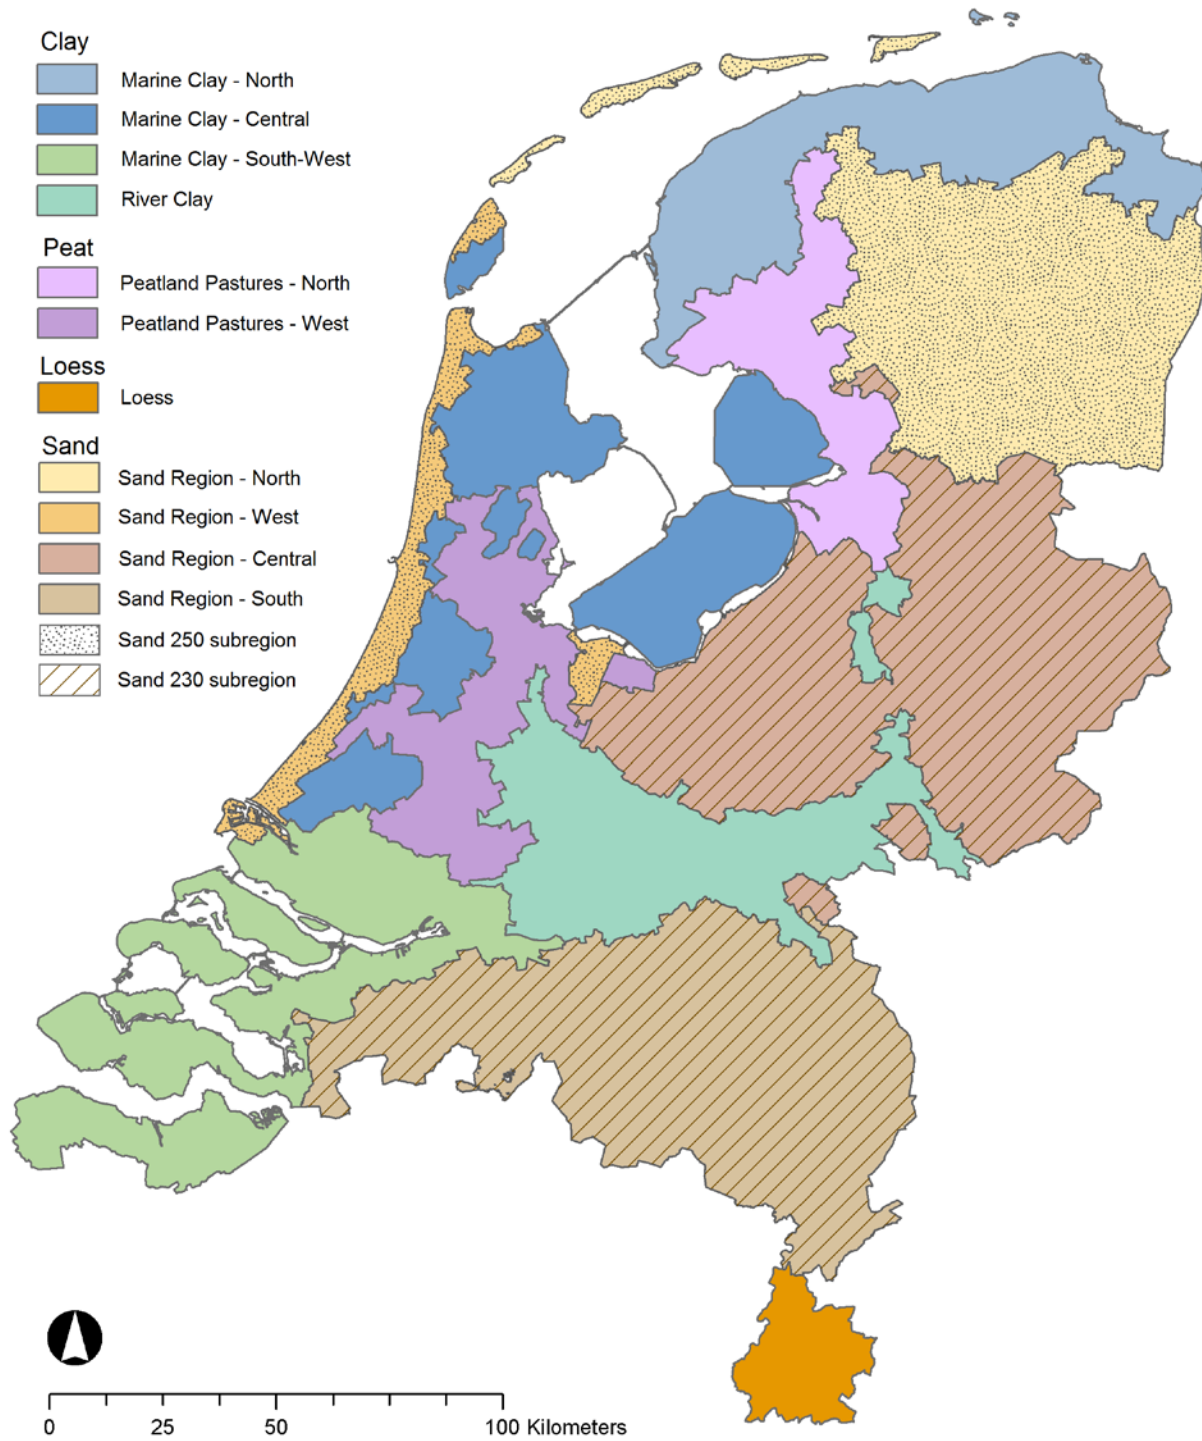 Clay
Marine Clay - North
Marine Clay - Central
Marine Clay - South-West
River Clay
Peat
Peatland Pastures - North
Peatland Pastures - West
Loess
Loess
Sand
Sand Region - North
Sand Region - West
Sand Region - Central
Sand Region - South
Sand 250 subregion
Sand 230 subregion
0 25 50 100 Kilometers